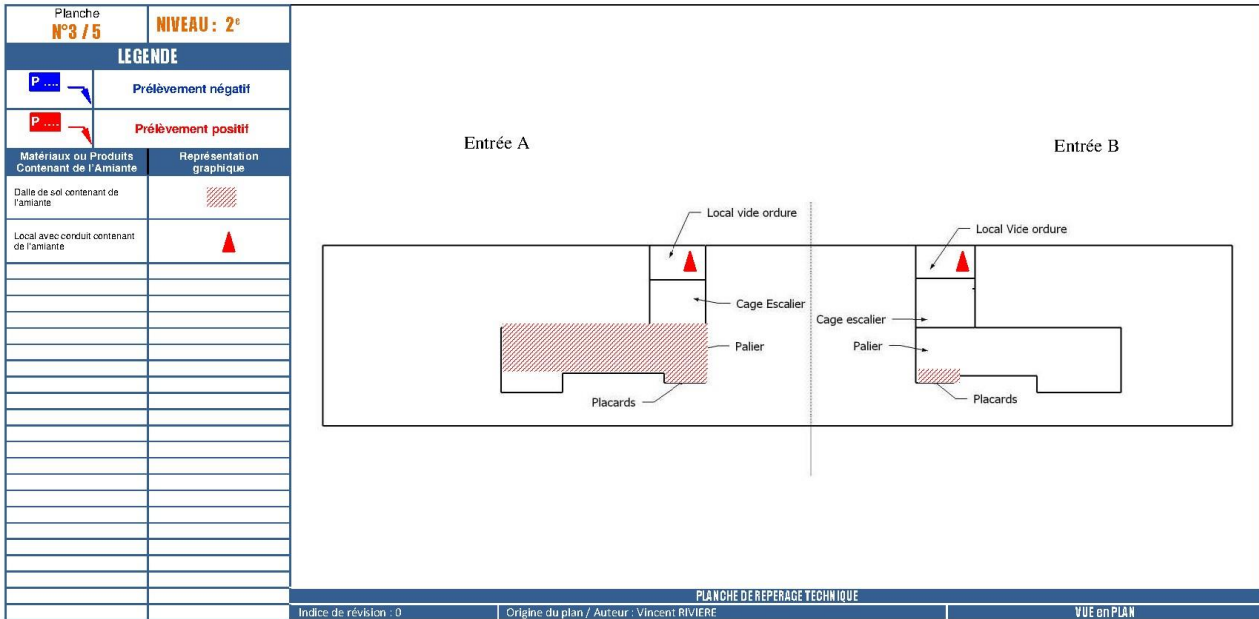 Planche
N°3 / 5
NIVEAU : 2e
LEGENDE
P ....
Prélèvement négatif
P ....
Prélèvement positif
Matériaux ou Produits
Contenant de l'Amiante
Représentation
graphique
Dalle de sol contenant de
l'amiante
Local avec conduit contenant
de l'amiante
Entrée A
Entrée B
Local vide ordure
Local Vide ordure
Cage Escalier
Cage escalier
Palier
Palier
Placards
Placards
PLANCHE DE REPERAGE TECHNIQUE
Indice de révision : 0
Origine du plan / Auteur : Vincent RIVIERE
VUE en PLAN